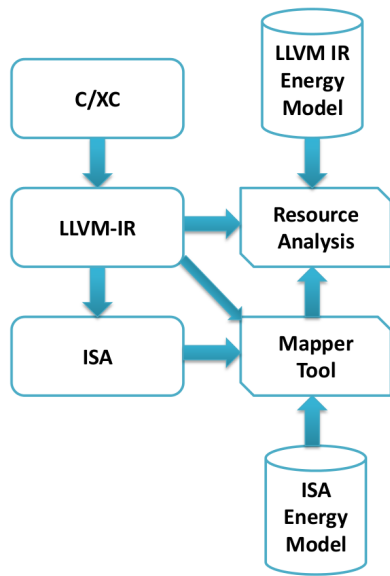 LLVM IR
Energy
Model
C/XC
LLVM-IR
Resource
Analysis
ISA
Mapper
Tool
ISA
Energy
Model